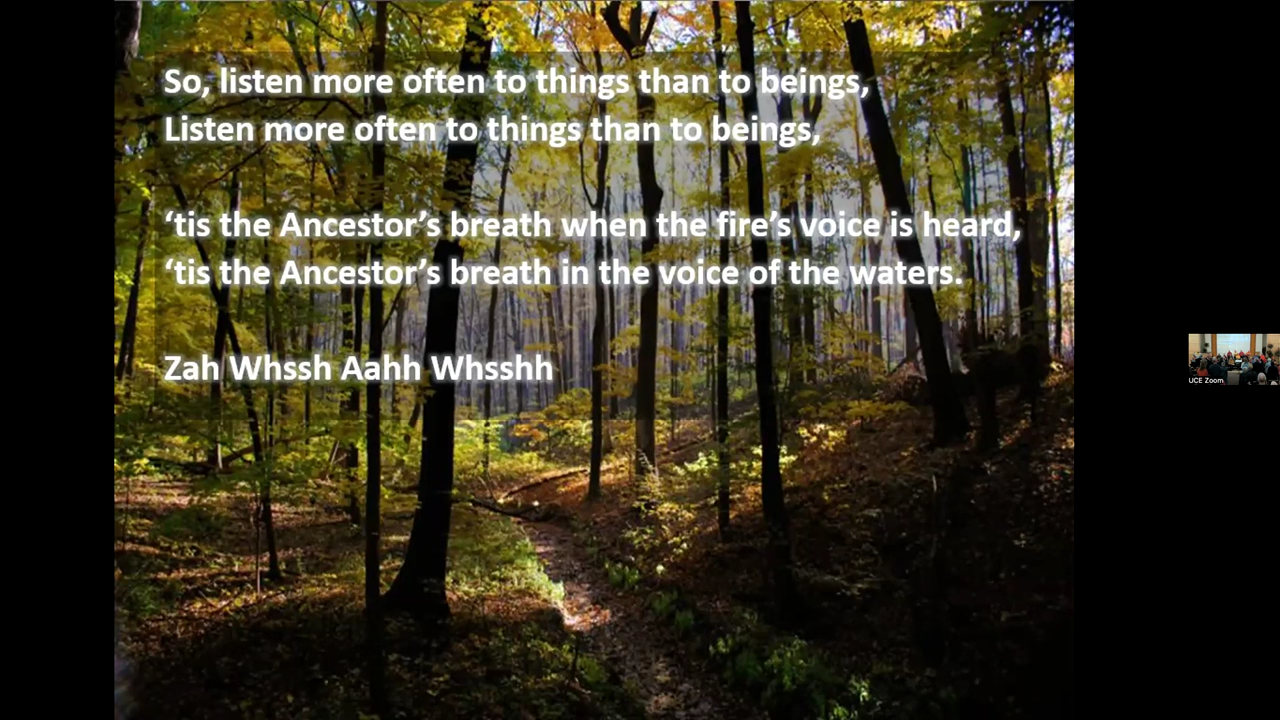 So, listen more often to things than to beings,
Listen more often to things than to beings,
‘tis the Ancestor’s breath when the fire’s voice is heard,
‘tis the Ancestor’s breath in the voice of the waters.
Zah Whssh Aahh Whsshh
UCE Zoom